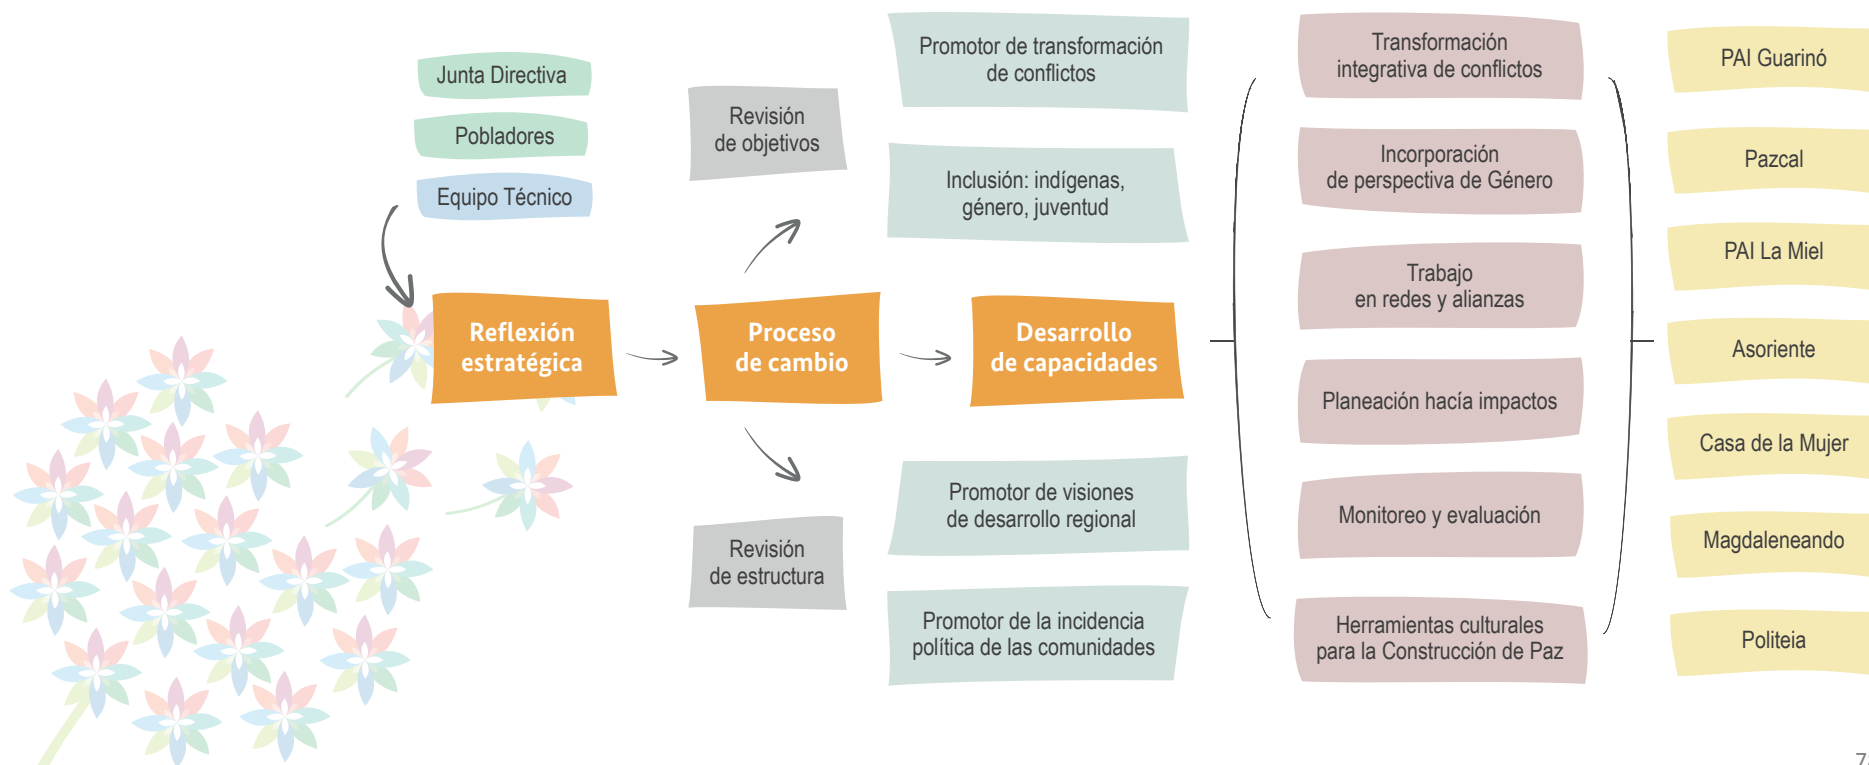 Junta Directiva
Pobladores
Equipo Técnico
Reflexión
estratégica
Proceso
de cambio
Desarrollo
de capacidades
Revisión
de objetivos
Revisión
de estructura
Promotor de transformación
de conflictos
Inclusión: indígenas,
género, juventud
Promotor de visiones
de desarrollo regional
Promotor de la incidencia
política de las comunidades
Transformación
integrativa de conflictos
Incorporación
de perspectiva de Género
Trabajo
en redes y alianzas
Planeación hacía impactos
Monitoreo y evaluación
Herramientas culturales
para la Construcción de Paz
PAI Guarinó
Pazcal
PAI La Miel
Asoriente
Casa de la Mujer
Magdaleneando
Politeia